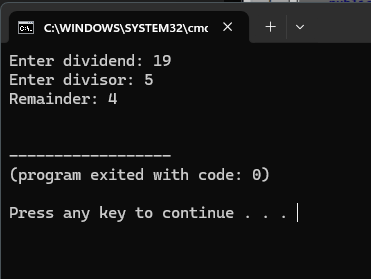 C:\WINDOWS\SYSTEM32\cmc
Enter dividend: 19
Enter divisor: 5
Remainder: 4
------------------
(program exited with code: 0)
Press any key to continue . . .